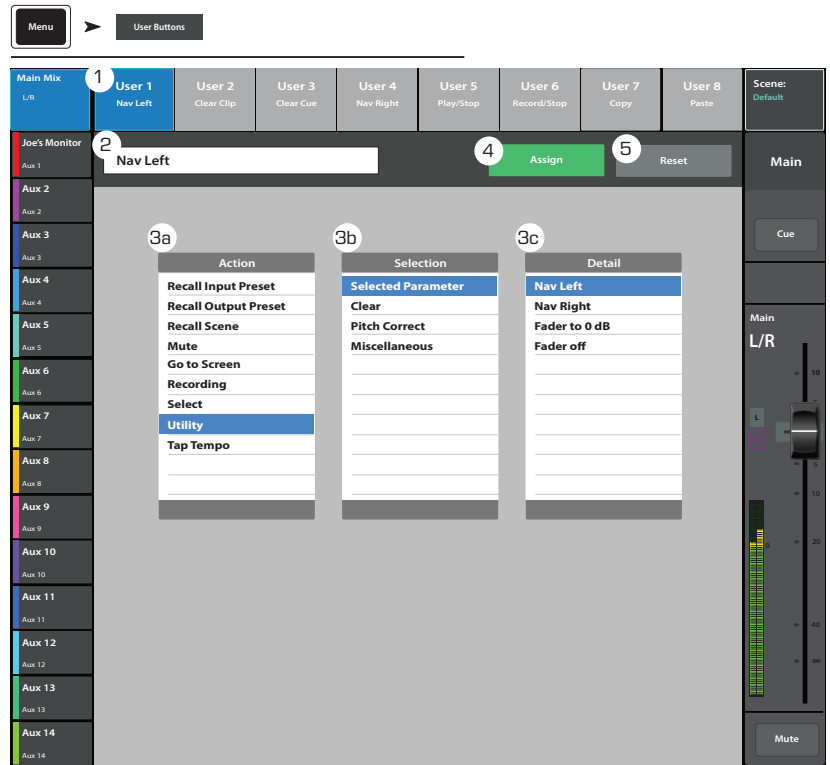 Menu
User Buttons
Main Mix
L/R
1
User 1
Nav Left
User 2
Clear Clip
User 3
Clear Cue
User 4
Nav Right
User 5
Play/Stop
User 6
Record/Stop
User 7
Copy
User 8
Paste
Scene:
Default
Joe's Monitor
Aux 1
2
Nav Left
4
Assign
5
Reset
Main
Aux 2
Aux 2
Aux 3
Aux 3
Aux 4
Aux 4
Aux 5
Aux 5
Aux 6
Aux 6
Aux 7
Aux 7
Aux 8
Aux 8
Aux 9
Aux 9
Aux 10
Aux 10
Aux 11
Aux 11
Aux 12
Aux 12
Aux 13
Aux 13
Aux 14
Aux 14
3a
Action
Recall Input Preset
Recall Output Preset
Recall Scene
Mute
Go to Screen
Recording
Select
Utility
Tap Tempo
3b
Selection
Selected Parameter
Clear
Pitch Correct
Miscellaneous
3c
Detail
Nav Left
Nav Right
Fader to 0 dB
Fader off
Cue
Main
L/R
10
L
5
10
20
40
∞
Mute